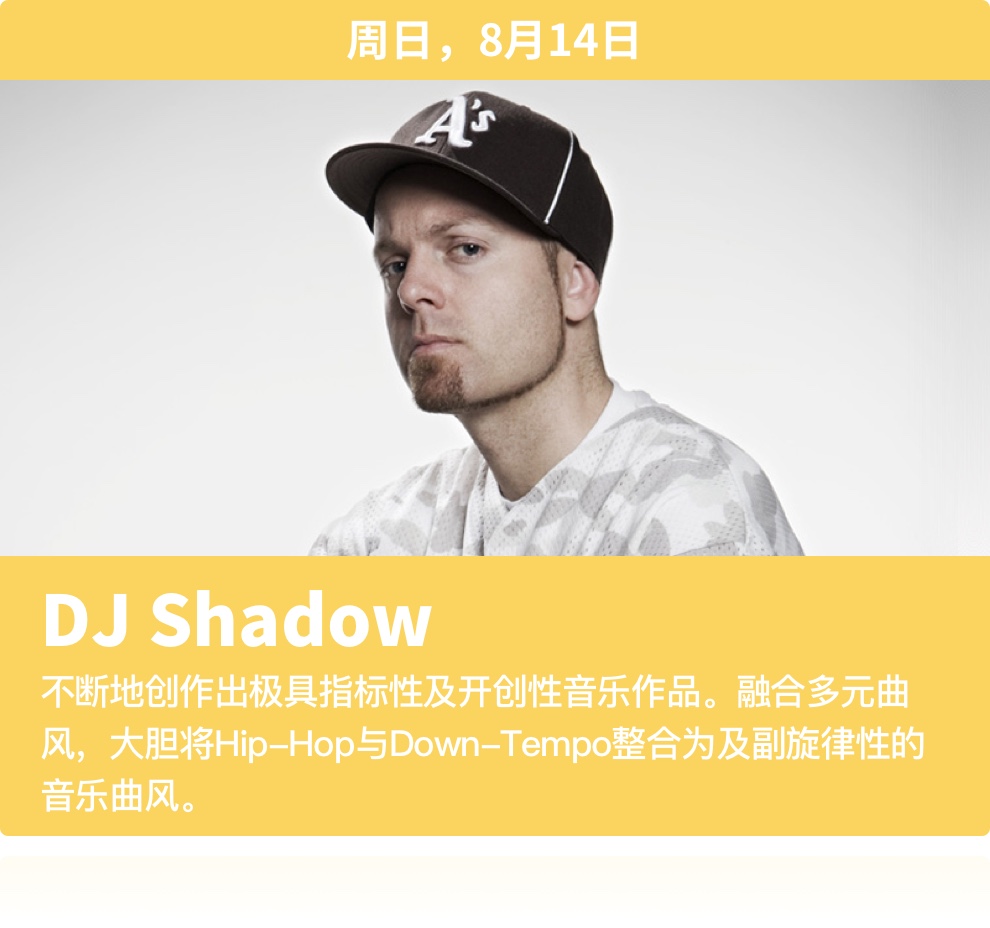 周日，8月14日
A's
DJ Shadow
不断地创作出极具指标性及开创性音乐作品。融合多元曲
风，大胆将Hip-Hop与Down-Tempo整合为及副旋律性的
音乐曲风。